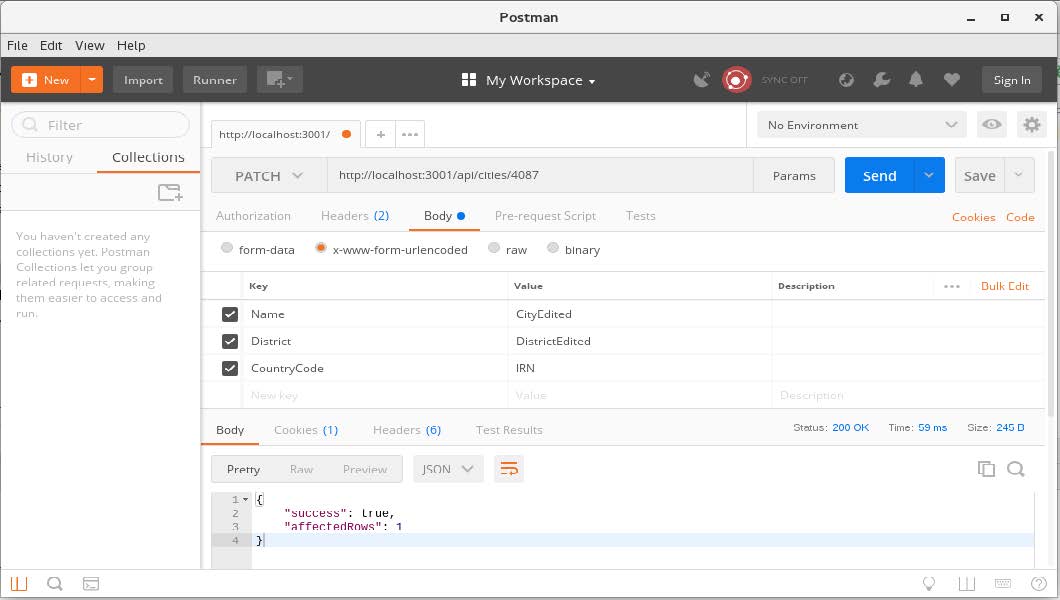 Postman
File Edit View Help
New Import Runner My Workspace SYNC OFF Sign In
Filter
History Collections
You haven't created any
collections yet. Postman
Collections let you group
related requests, making
them easier to access and
run.
http://localhost:3001/ + ••• No Environment
PATCH http://localhost:3001/api/cities/4087 Params Send Save
Authorization Headers (2) Body Pre-request Script Tests Cookies Code
form-data x-www-form-urlencoded raw binary
Key Value Description ••• Bulk Edit
Name CityEdited
District DistrictEdited
CountryCode IRN
New key Value Description
Body Cookies (1) Headers (6) Test Results Status: 200 OK Time: 59 ms Size: 245 B
Pretty Raw Preview JSON
1 {
2 "success": true,
3 "affectedRows": 1
4 }